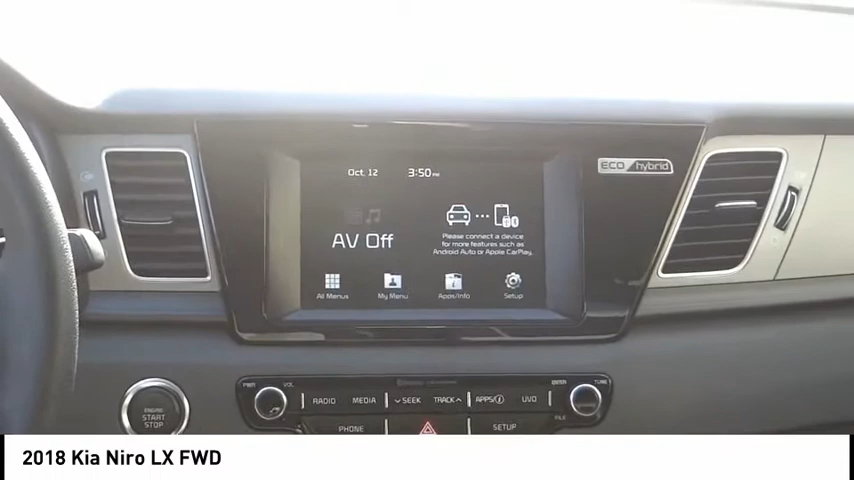 ECO hybrid
Oct. 12 3:50 PM
AV Off
Please connect a device
for more features such as
Android Auto or Apple CarPlay.
All Menus My Menu Apps/Info Setup
ENGINE
START
STOP
PWR VOL
RADIO MEDIA SEEK TRACK APPS/i UVO
ENTER TUNE
FILE
PHONE SETUP
2018 Kia Niro LX FWD